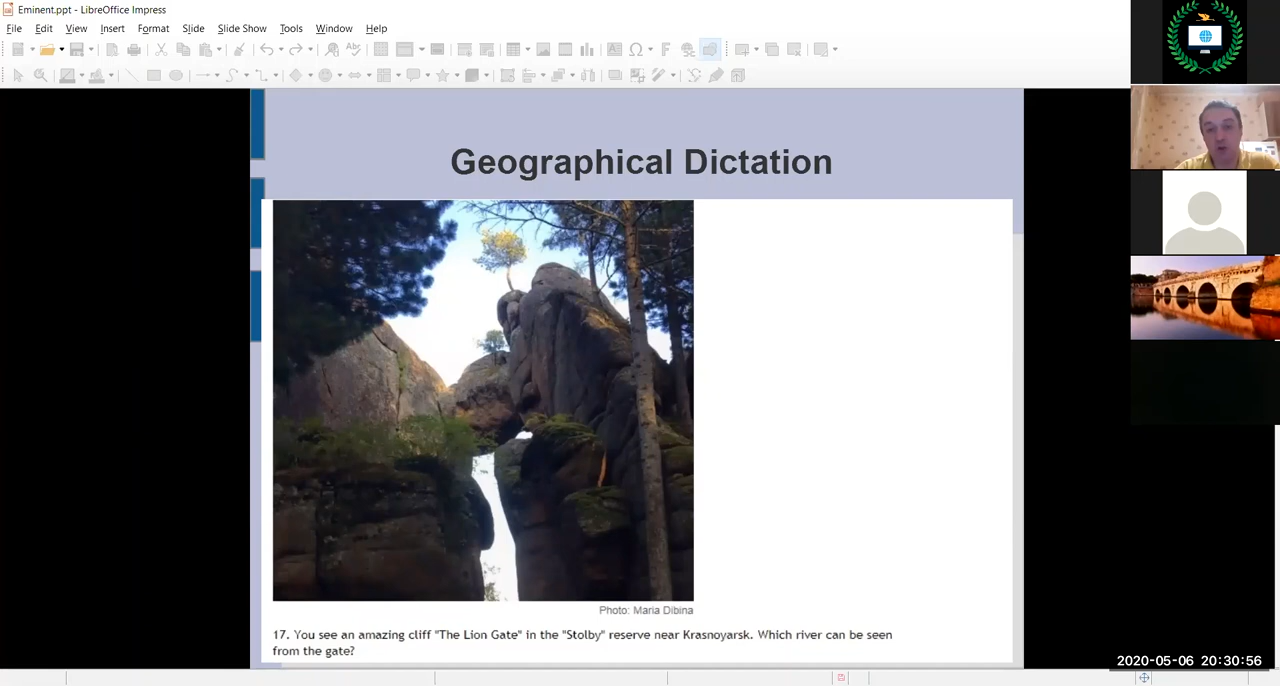 Eminent.ppt - LibreOffice Impress
File Edit View Insert Format Slide Slide Show Tools Window Help
Geographical Dictation
Photo: Maria Dibina
17. You see an amazing cliff "The Lion Gate" in the "Stolby" reserve near Krasnoyarsk. Which river can be seen
from the gate?
2020-05-06 20:30:56